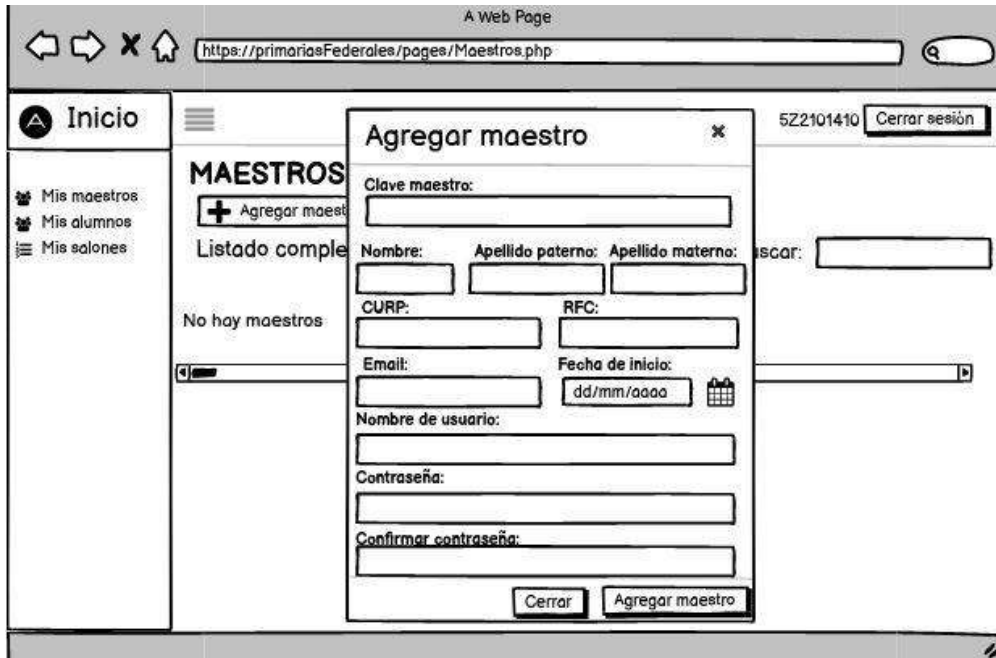 A Web Page
https://primariasFederales/pages/Maestros.php
Inicio
5Z2101410 Cerrar sesión
Mis maestros
Mis alumnos
Mis salones
MAESTROS
Agregar maest
Listado comple
scar:
No hay maestros
Agregar maestro
Clave maestro:
Nombre: Apellido paterno: Apellido materno:
CURP: RFC:
Email: Fecha de inicio:
dd/mm/aaaa
Nombre de usuario:
Contraseña:
Confirmar contraseña:
Cerrar Agregar maestro